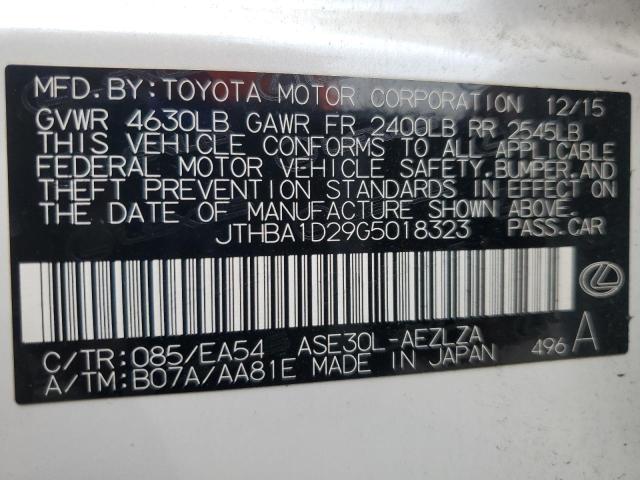 MFD.BY:TOYOTA MOTOR CORPORATION 12/15
GVWR 4630LB GAWR FR 2400LB RR 2545LB
THIS VEHICLE CONFORMS TO ALL APPLICABLE
FEDERAL MOTOR VEHICLE SAFETY,BUMPER,AND
THEFT PREVENTION STANDARDS IN EFFECT ON
THE DATE OF MANUFACTURE SHOWN ABOVE.
JTHBA1D29G5018323 PASS.CAR
C/TR:085/EA54 ASE30L-AEZLZA
A/TM:B07A/AA81E MADE IN JAPAN 496 A